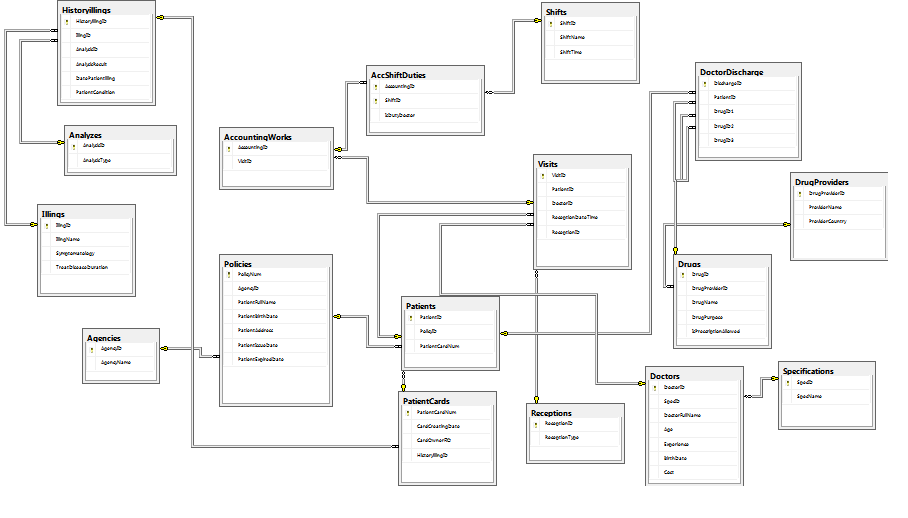 Historyillings
HistoryIllingID
IllingID
AnalyzeID
AnalyzeResult
DatePatientIlling
PatientCondition
Shifts
ShiftID
ShiftName
ShiftTime
AccShiftDuties
AccountingID
ShiftID
IsDutyDoctor
DoctorDischarge
DischargeID
PatientID
DrugID1
DrugID2
DrugID3
Analyzes
AnalyzeID
AnalyzeType
AccountingWorks
AccountingID
VisitID
Visits
VisitID
PatientID
DoctorID
ReceptionDateTime
ReceptionID
DrugProviders
DrugProviderID
ProviderName
ProviderCountry
Illings
IllingID
IllingName
Symptomatology
TreatDiseaseDuration
Policies
PolicyNum
AgencyID
PatientFullName
PatientBirthDate
PatientAddress
PatientIssueDate
PatientExpiredDate
Drugs
DrugID
DrugProviderID
DrugName
DrugPurpose
IsPrescriptionAllowed
Patients
PatientID
PolicyID
PatientCardNum
Agencies
AgencyID
AgencyName
PatientCards
PatientCardNum
CardCreatingDate
CardOwnerFIO
HistoryIllingID
Receptions
ReceptionID
ReceptionType
Doctors
DoctorID
SpecID
DoctorFullName
Age
Experience
BirthDate
Cost
Specifications
SpecID
SpecName